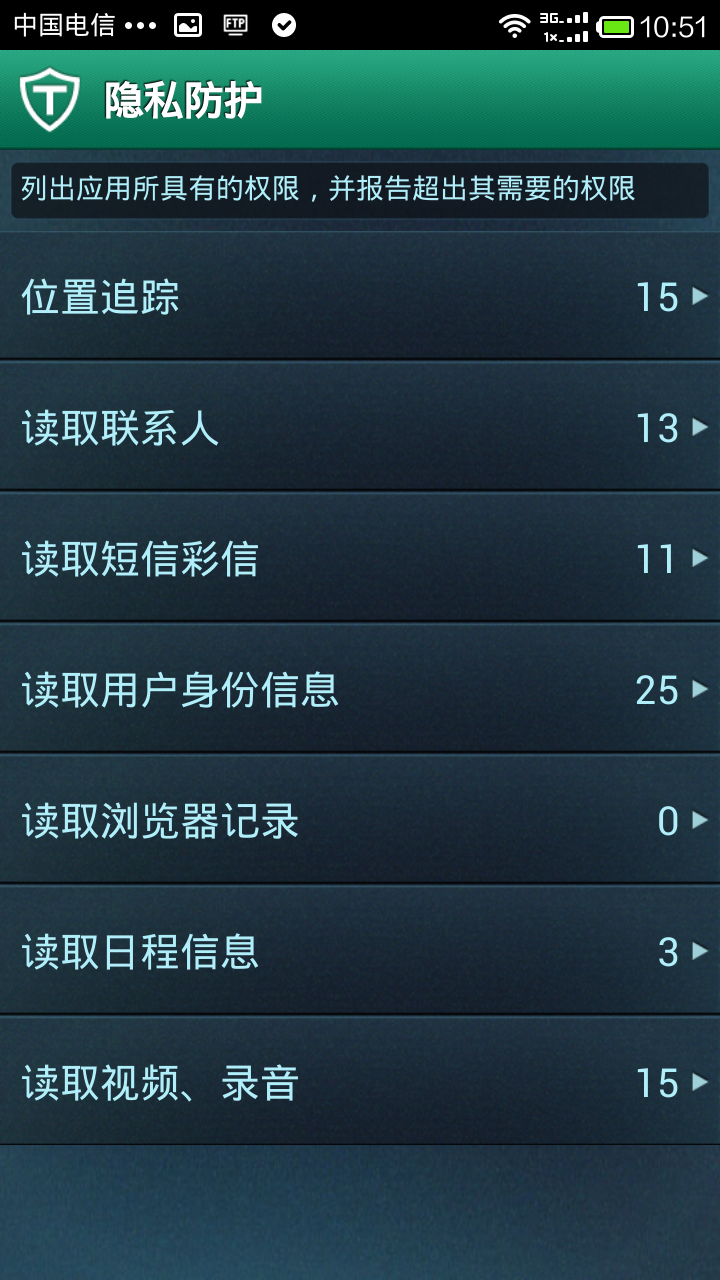 中国电信 ••• FTP 3G 1x 10:51
T 隐私防护
列出应用所具有的权限，并报告超出其需要的权限
位置追踪 15
读取联系人 13
读取短信彩信 11
读取用户身份信息 25
读取浏览器记录 0
读取日程信息 3
读取视频、录音 15